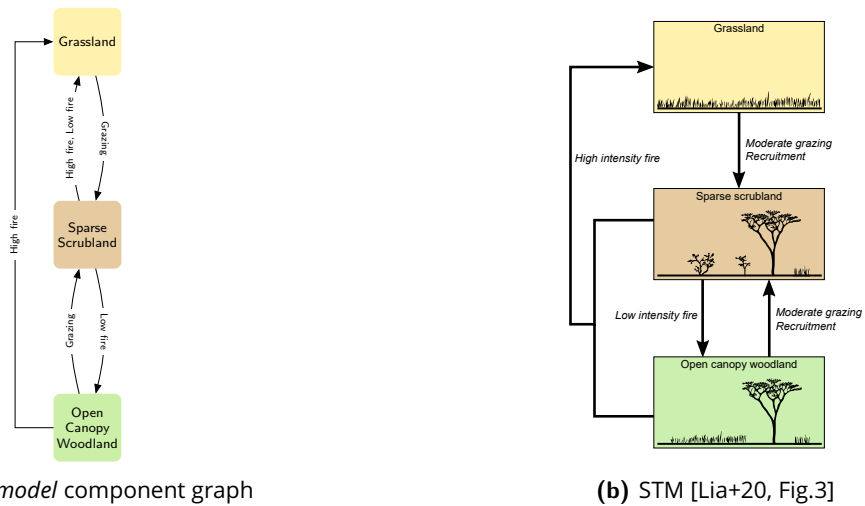 Grassland
High fire
High fire, Low fire
Grazing
Sparse
Scrubland
Grazing
Low fire
Open
Canopy
Woodland
model component graph
Grassland
High intensity fire
Moderate grazing
Recruitment
Sparse scrubland
Low intensity fire
Moderate grazing
Recruitment
Open canopy woodland
(b) STM [Lia+20, Fig.3]